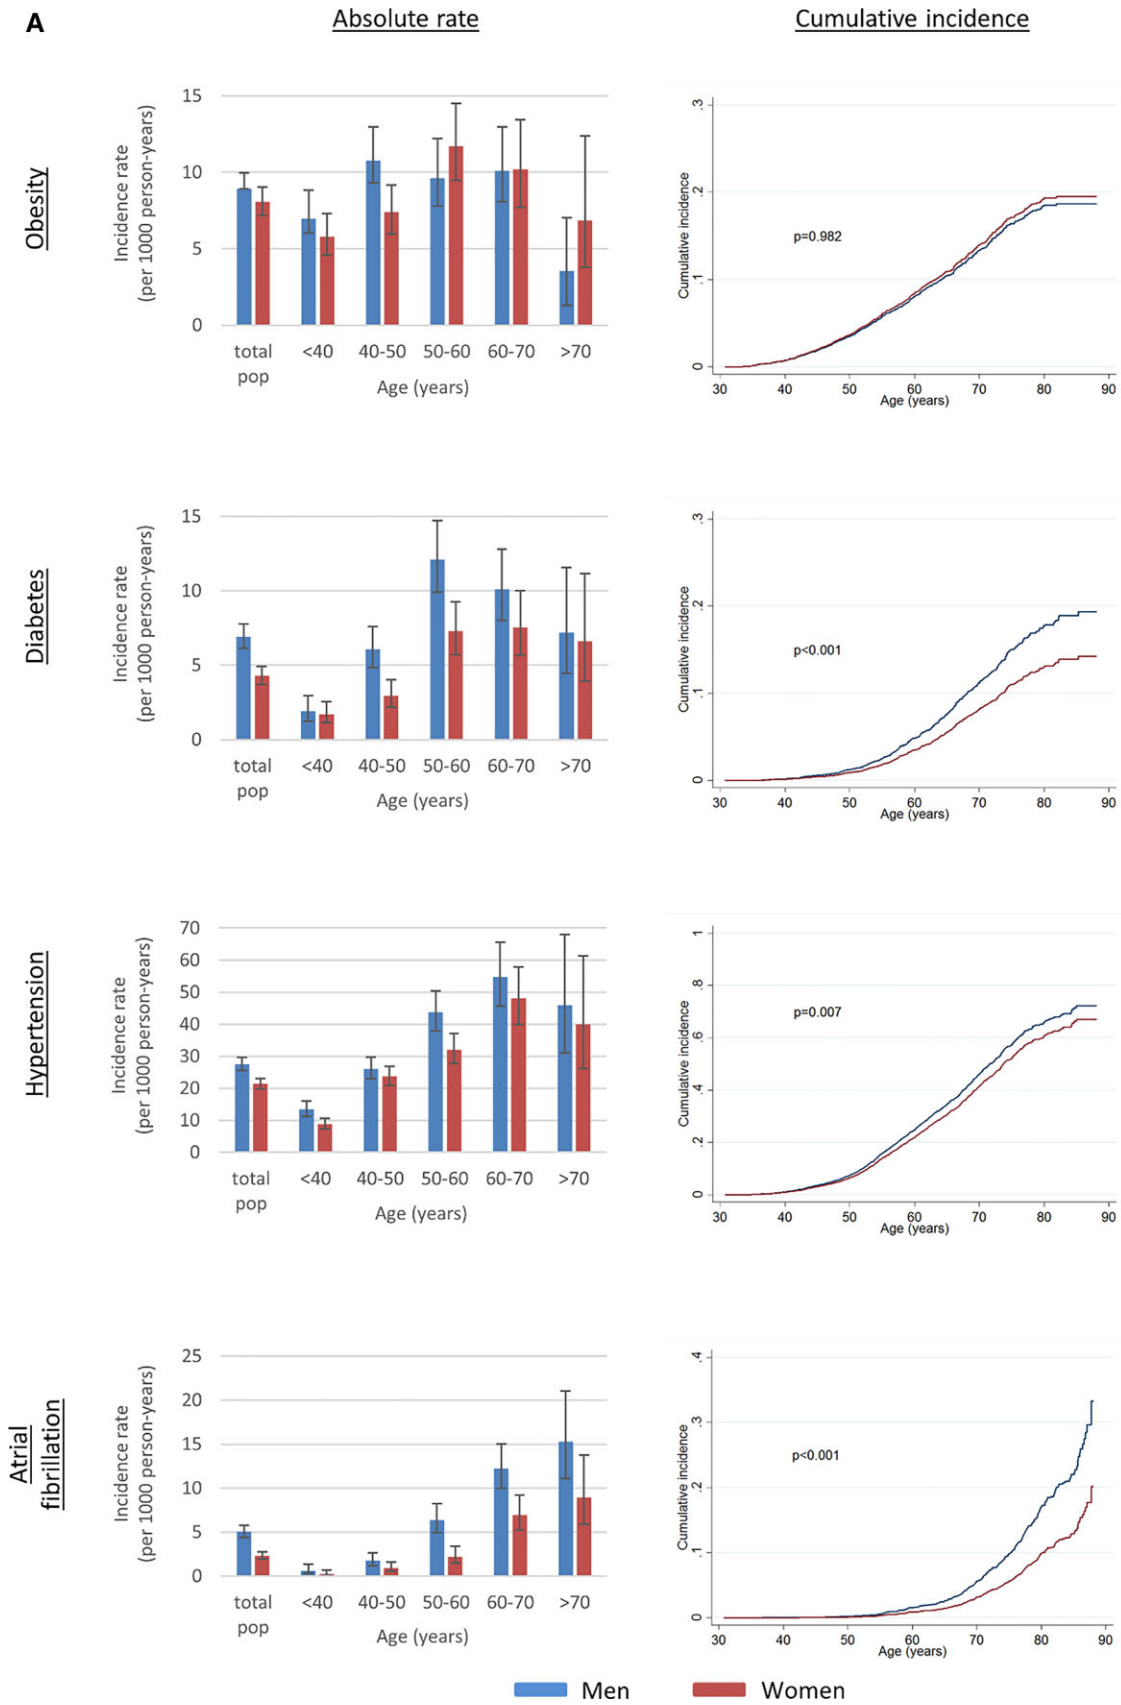 A
Absolute rate
Cumulative incidence
Obesity
Incidence rate
(per 1000 person-years)
15
10
5
0
total
pop
<40
40-50
50-60
60-70
>70
Age (years)
Cumulative incidence
.3
.2
.1
0
p=0.982
30 40 50 60 70 80 90
Age (years)
Diabetes
Incidence rate
(per 1000 person-years)
15
10
5
0
total
pop
<40
40-50
50-60
60-70
>70
Age (years)
Cumulative incidence
.3
.2
.1
0
p<0.001
30 40 50 60 70 80 90
Age (years)
Hypertension
Incidence rate
(per 1000 person-years)
70
60
50
40
30
20
10
0
total
pop
<40
40-50
50-60
60-70
>70
Age (years)
Cumulative incidence
1
.8
.6
.4
.2
0
p=0.007
30 40 50 60 70 80 90
Age (years)
Atrial
fibrillation
Incidence rate
(per 1000 person-years)
25
20
15
10
5
0
total
pop
<40
40-50
50-60
60-70
>70
Age (years)
Cumulative incidence
.4
.3
.2
.1
0
p<0.001
30 40 50 60 70 80 90
Age (years)
Men
Women